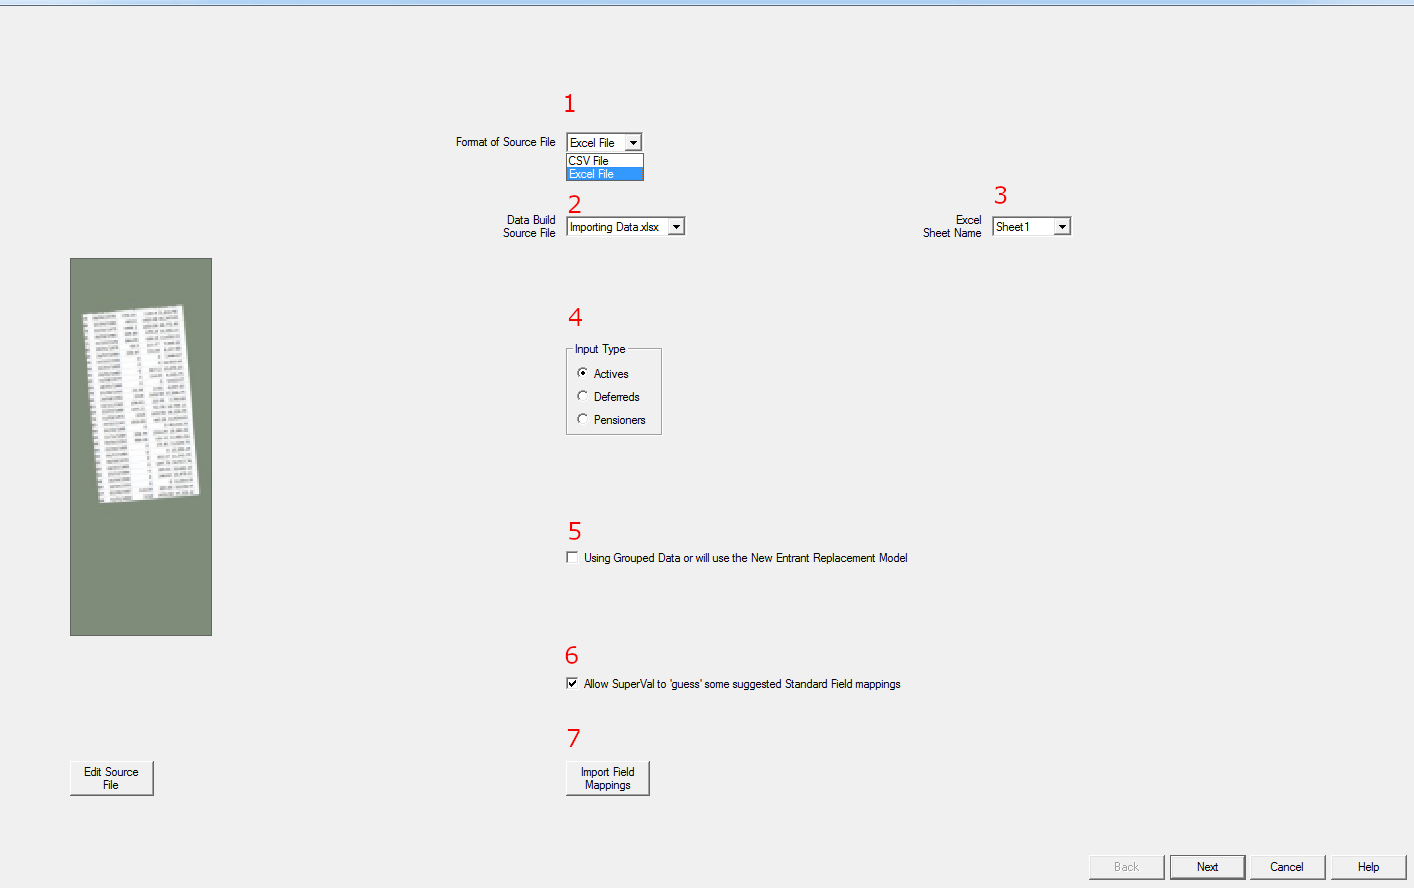 1
Format of Source File Excel File
CSV File
Excel File
2
3
Data Build
Source File
Importing Data.xlsx
Excel
Sheet Name
Sheet1
4
Input Type
Actives
Deferreds
Pensioners
5
Using Grouped Data or will use the New Entrant Replacement Model
6
Allow SuperVal to 'guess' some suggested Standard Field mappings
7
Edit Source
File
Import Field
Mappings
Back Next Cancel Help